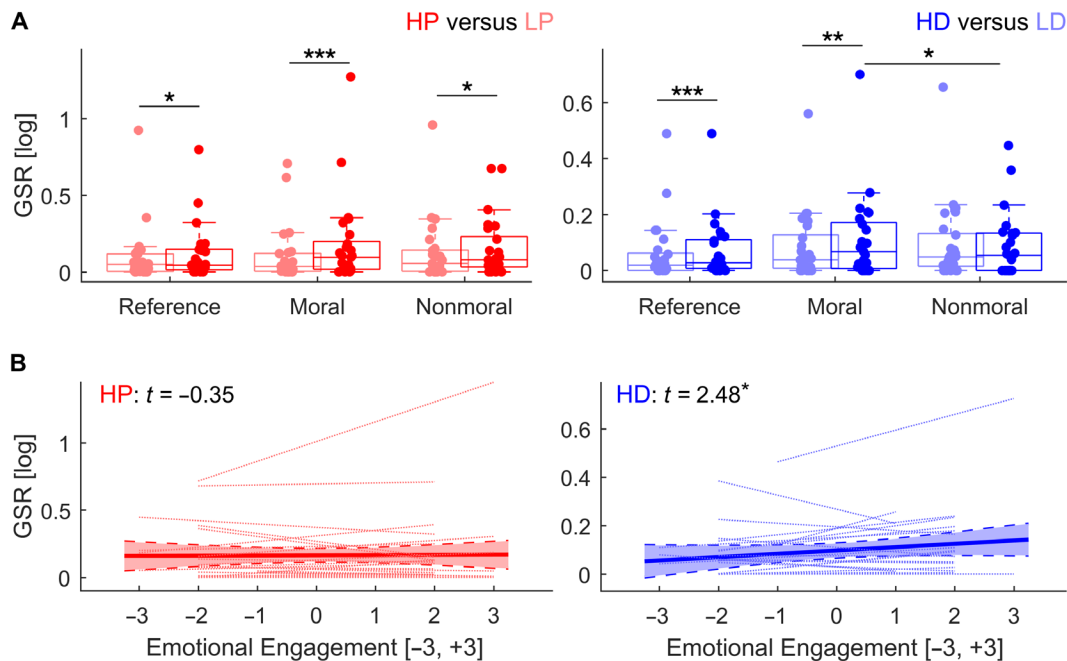 A
HP versus LP
HD versus LD
GSR [log]
1
0.5
0
*
***
*
Reference
Moral
Nonmoral
0.6
0.4
0.2
0
***
**
*
Reference
Moral
Nonmoral
B
HP: t = −0.35
GSR [log]
1
0.5
0
−3 −2 −1 0 1 2 3
Emotional Engagement [−3, +3]
HD: t = 2.48*
0.6
0.4
0.2
0
−3 −2 −1 0 1 2 3
Emotional Engagement [−3, +3]